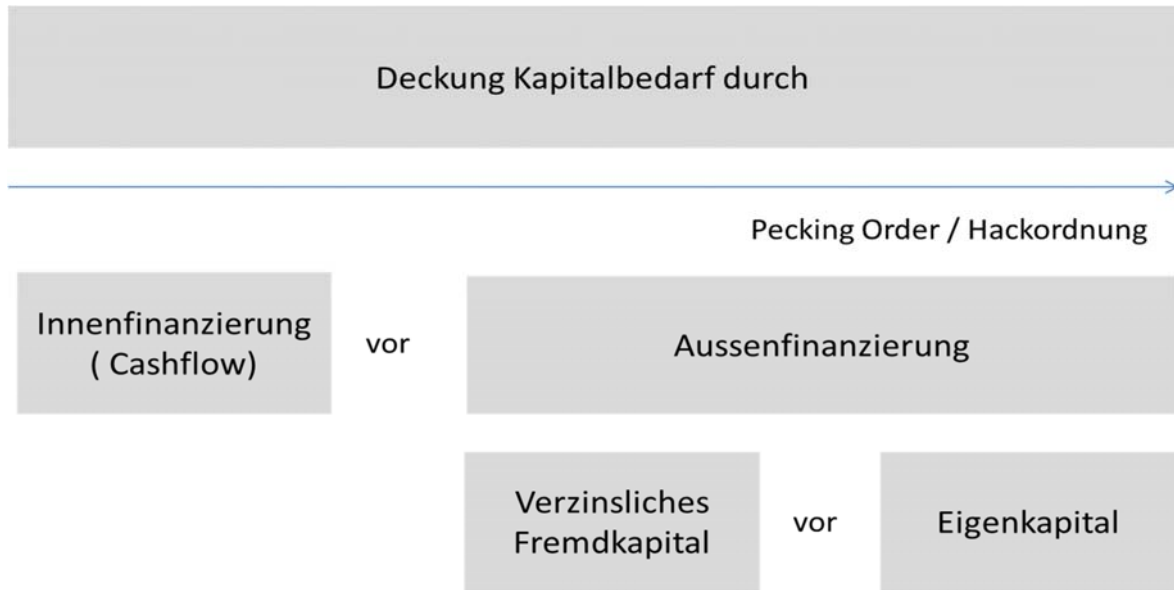 Deckung Kapitalbedarf durch
Pecking Order / Hackordnung
Innenfinanzierung
( Cashflow)
vor
Aussenfinanzierung
Verzinsliches
Fremdkapital
vor
Eigenkapital